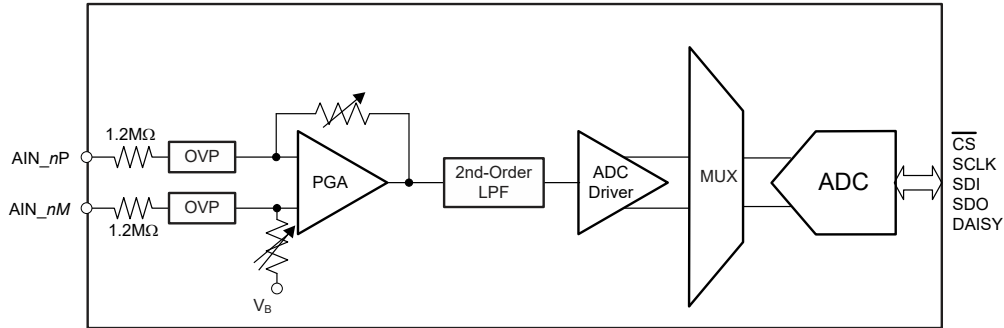 1.2MΩ
AIN_nP
OVP
PGA
2nd-Order
LPF
ADC
Driver
MUX
ADC
CS
SCLK
SDI
SDO
DAISY
AIN_nM
OVP
1.2MΩ
VB